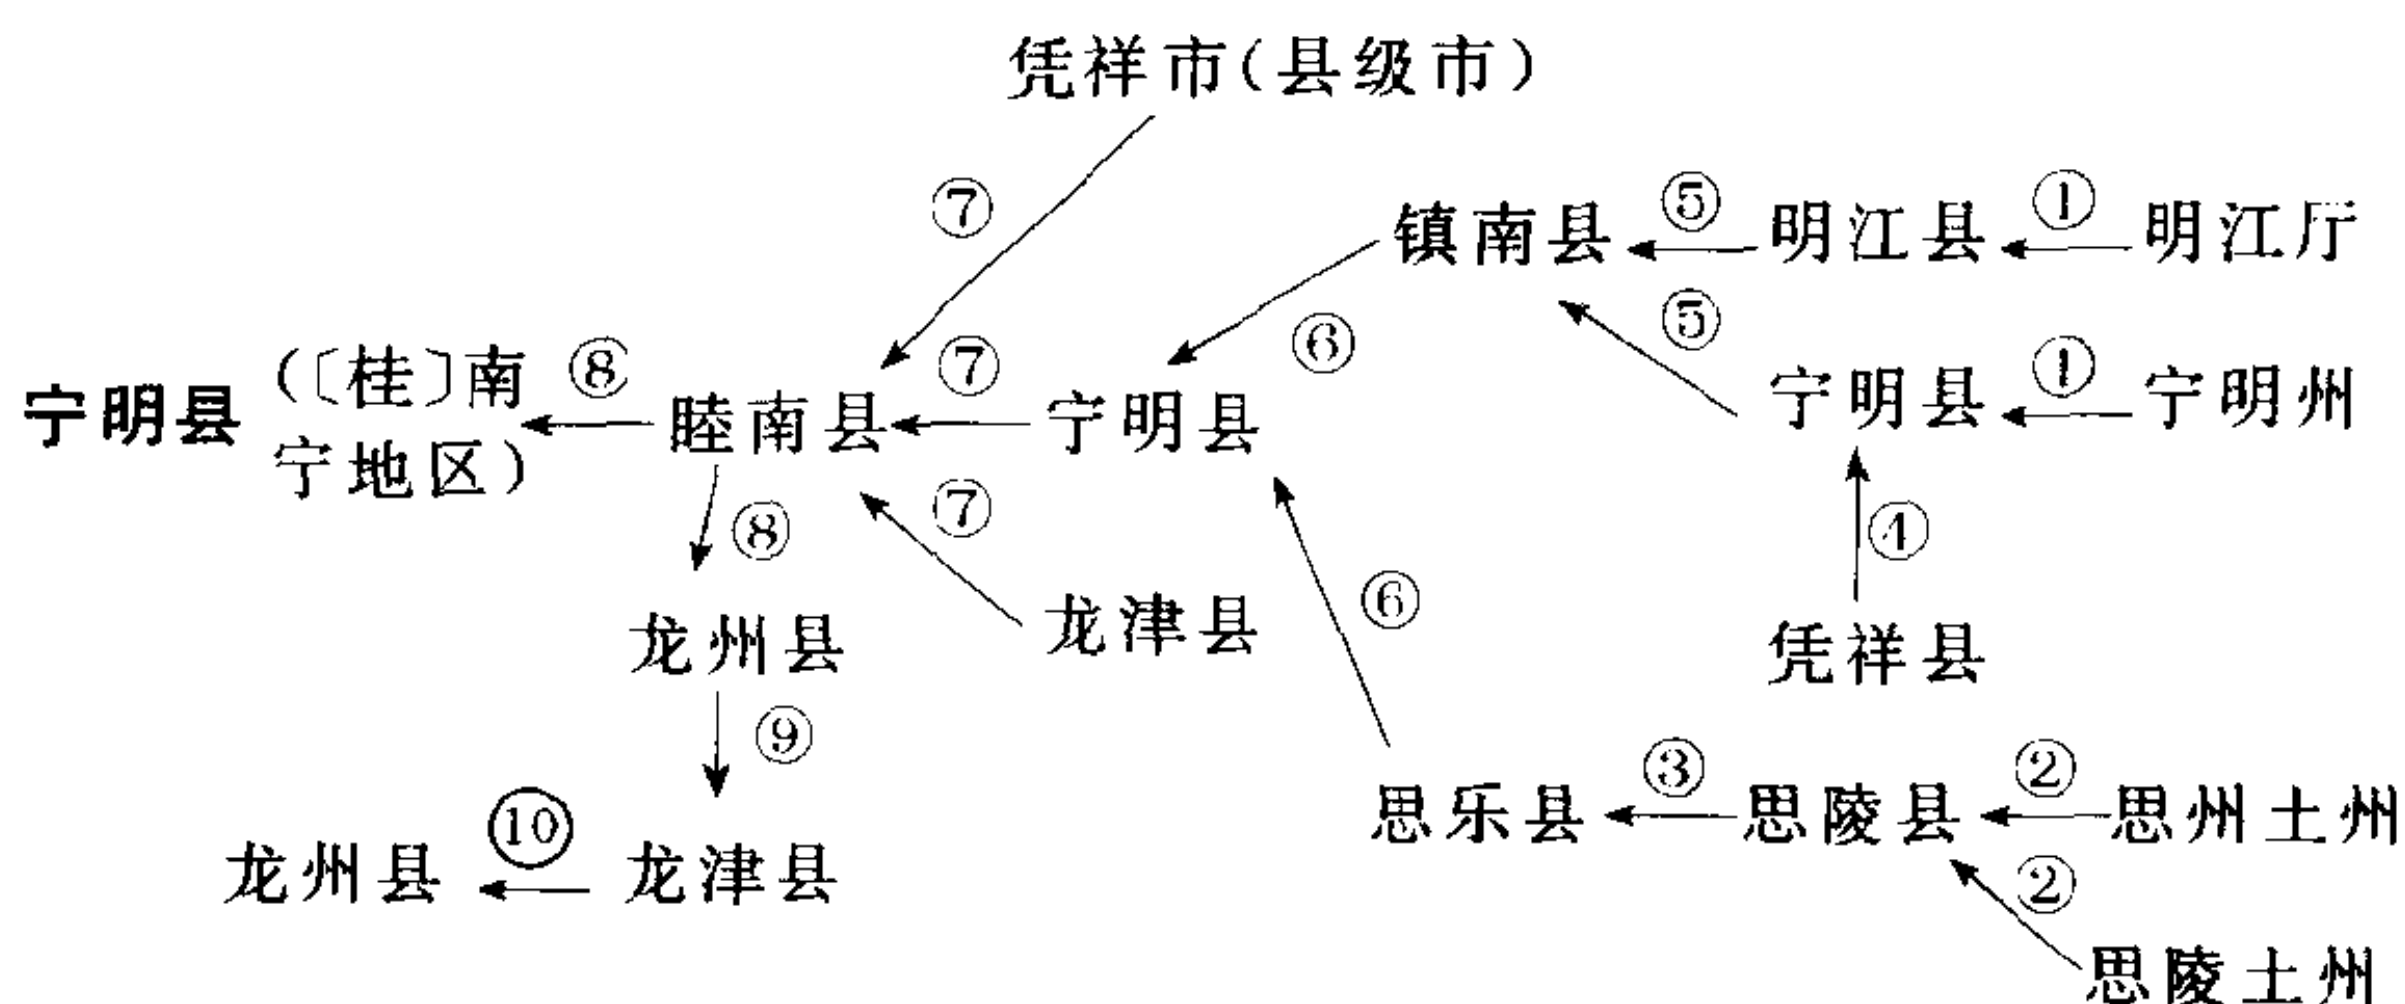 凭祥市(县级市)
⑦
镇南县 ⑤ 明江县 ① 明江厅
⑥ ⑤
宁明县 (〔桂〕南宁地区) ⑧ 睦南县 ⑦ 宁明县 宁明县 ① 宁明州
⑧ ⑦ ④
龙州县 龙津县 ⑥ 凭祥县
⑨
思乐县 ③ 思陵县 ② 思州土州
龙州县 ⑩ 龙津县 ②
思陵土州